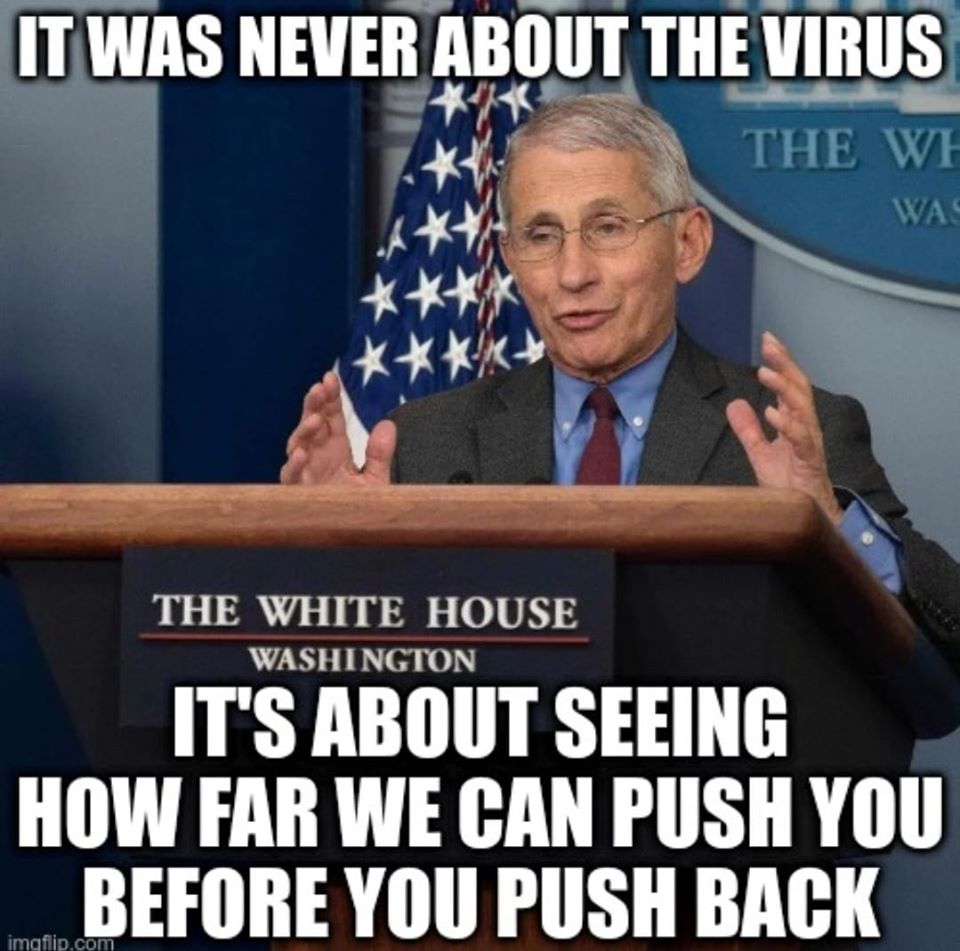 IT WAS NEVER ABOUT THE VIRUS
THE WH
WAS
THE WHITE HOUSE
WASHINGTON
IT'S ABOUT SEEING
HOW FAR WE CAN PUSH YOU
BEFORE YOU PUSH BACK
imgflip.com